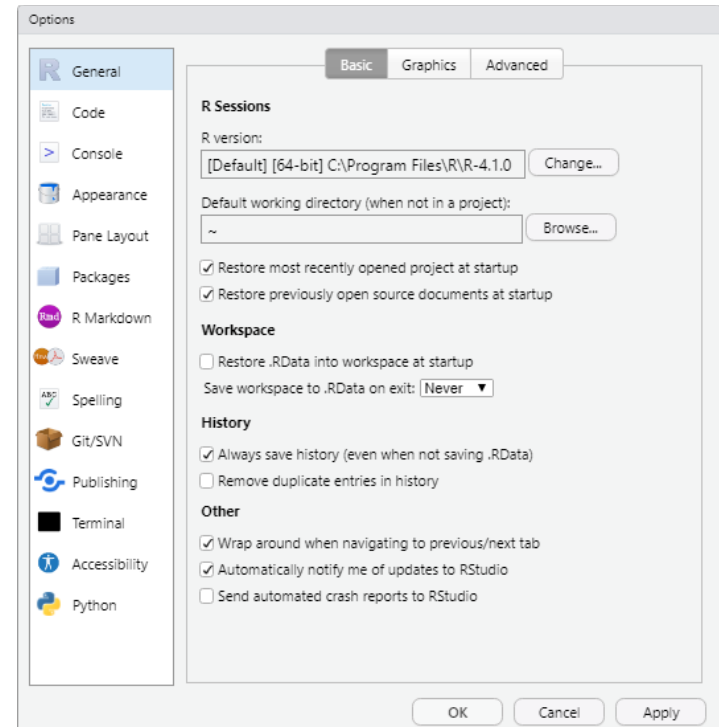 Options
General
Code
Console
Appearance
Pane Layout
Packages
Rmd R Markdown
Sweave
ABC Spelling
Git/SVN
Publishing
Terminal
Accessibility
Python
Basic Graphics Advanced
R Sessions
R version:
[Default] [64-bit] C:\Program Files\R\R-4.1.0 Change...
Default working directory (when not in a project):
~ Browse...
Restore most recently opened project at startup
Restore previously open source documents at startup
Workspace
Restore .RData into workspace at startup
Save workspace to .RData on exit: Never
History
Always save history (even when not saving .RData)
Remove duplicate entries in history
Other
Wrap around when navigating to previous/next tab
Automatically notify me of updates to RStudio
Send automated crash reports to RStudio
OK Cancel Apply